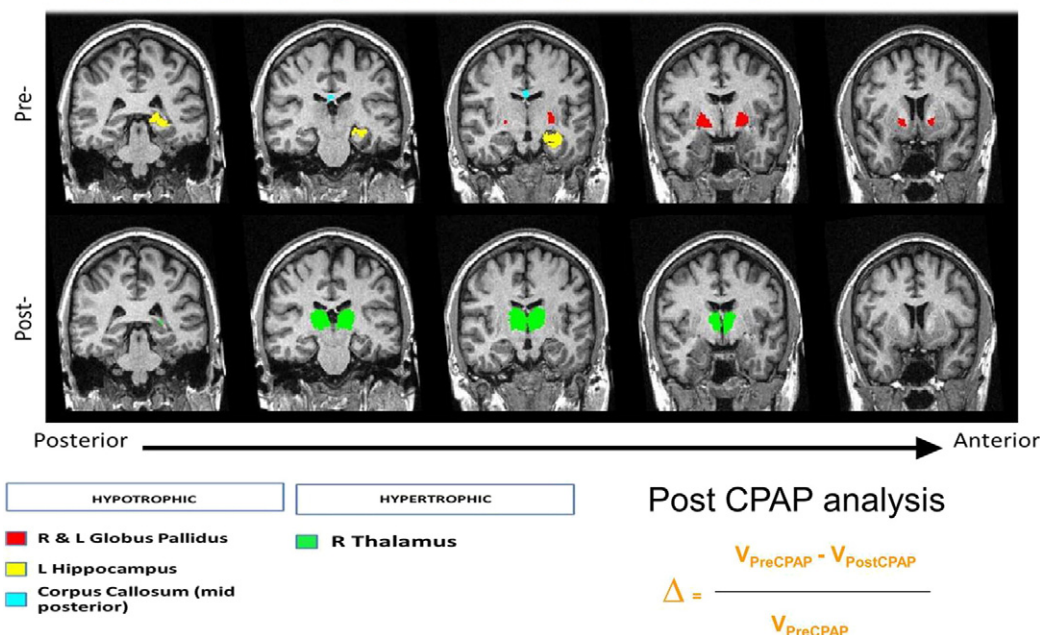 Pre-
Post-
Posterior
Anterior
HYPOTROPHIC
R & L Globus Pallidus
L Hippocampus
Corpus Callosum (mid
posterior)
HYPERTROPHIC
R Thalamus
Post CPAP analysis
VPreCPAP - VPostCPAP
Δ =
VPreCPAP